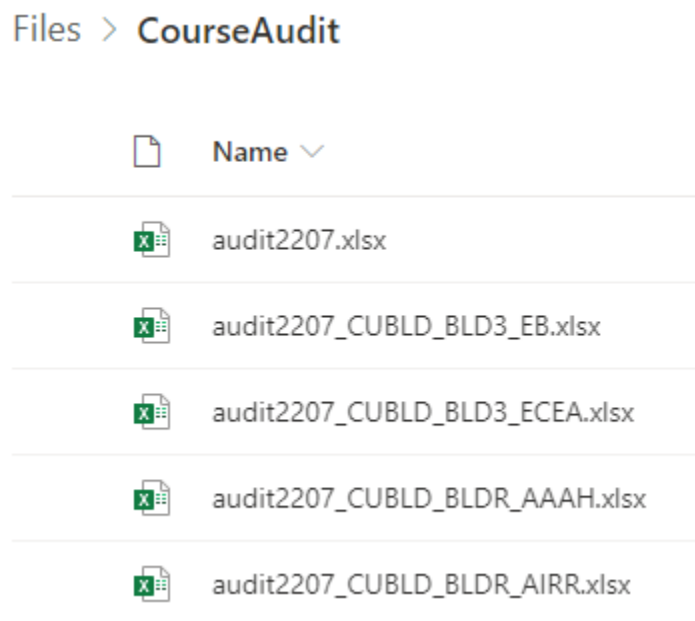 Files > CourseAudit
Name
audit2207.xlsx
audit2207_CUBLD_BLD3_EB.xlsx
audit2207_CUBLD_BLD3_ECEA.xlsx
audit2207_CUBLD_BLDR_AAAH.xlsx
audit2207_CUBLD_BLDR_AIRR.xlsx